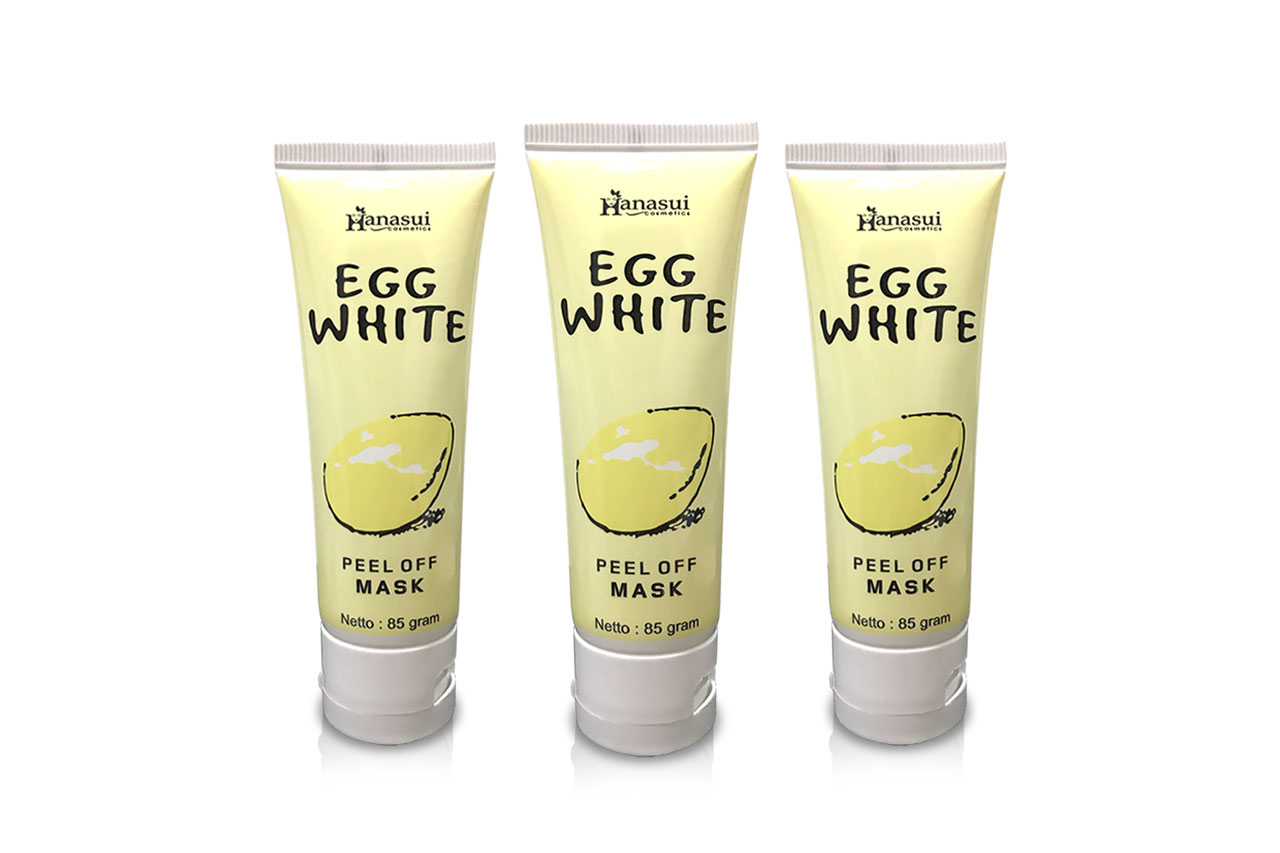 Hanasui
cosmetics
EGG
WHITE
PEEL OFF
MASK
Netto : 85 gram
Hanasui
cosmetics
EGG
WHITE
PEEL OFF
MASK
Netto : 85 gram
Hanasui
cosmetics
EGG
WHITE
PEEL OFF
MASK
Netto : 85 gram